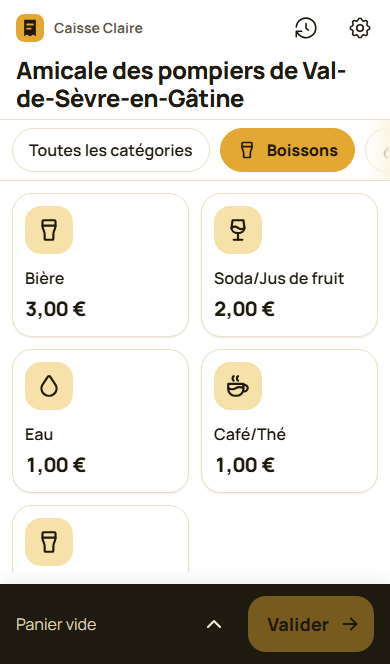 Caisse Claire
Amicale des pompiers de Val-
de-Sèvre-en-Gâtine
Toutes les catégories
Boissons
Bière
3,00 €
Soda/Jus de fruit
2,00 €
Eau
1,00 €
Café/Thé
1,00 €
Panier vide
Valider